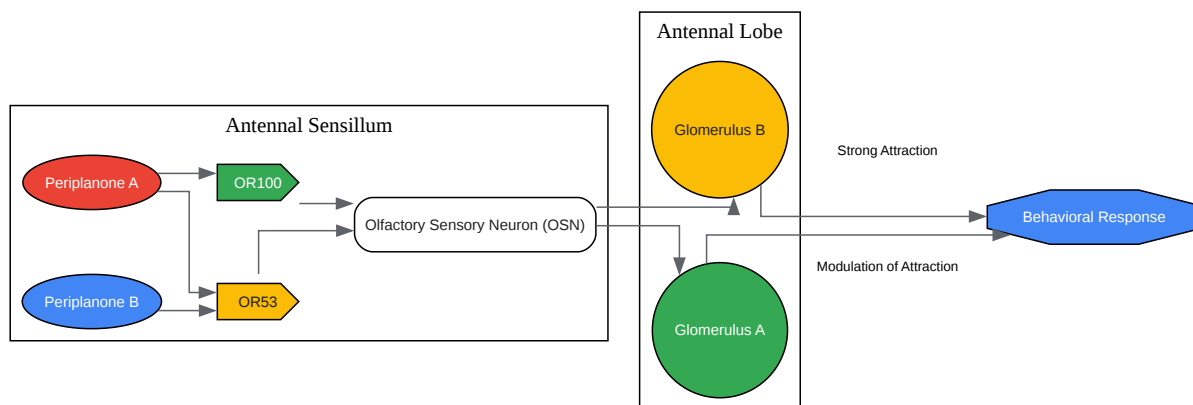 Antennal Lobe
Glomerulus B
Antennal Sensillum
Strong Attraction
Periplanone A
OR100
Olfactory Sensory Neuron (OSN)
Behavioral Response
Modulation of Attraction
Periplanone B
OR53
Glomerulus A